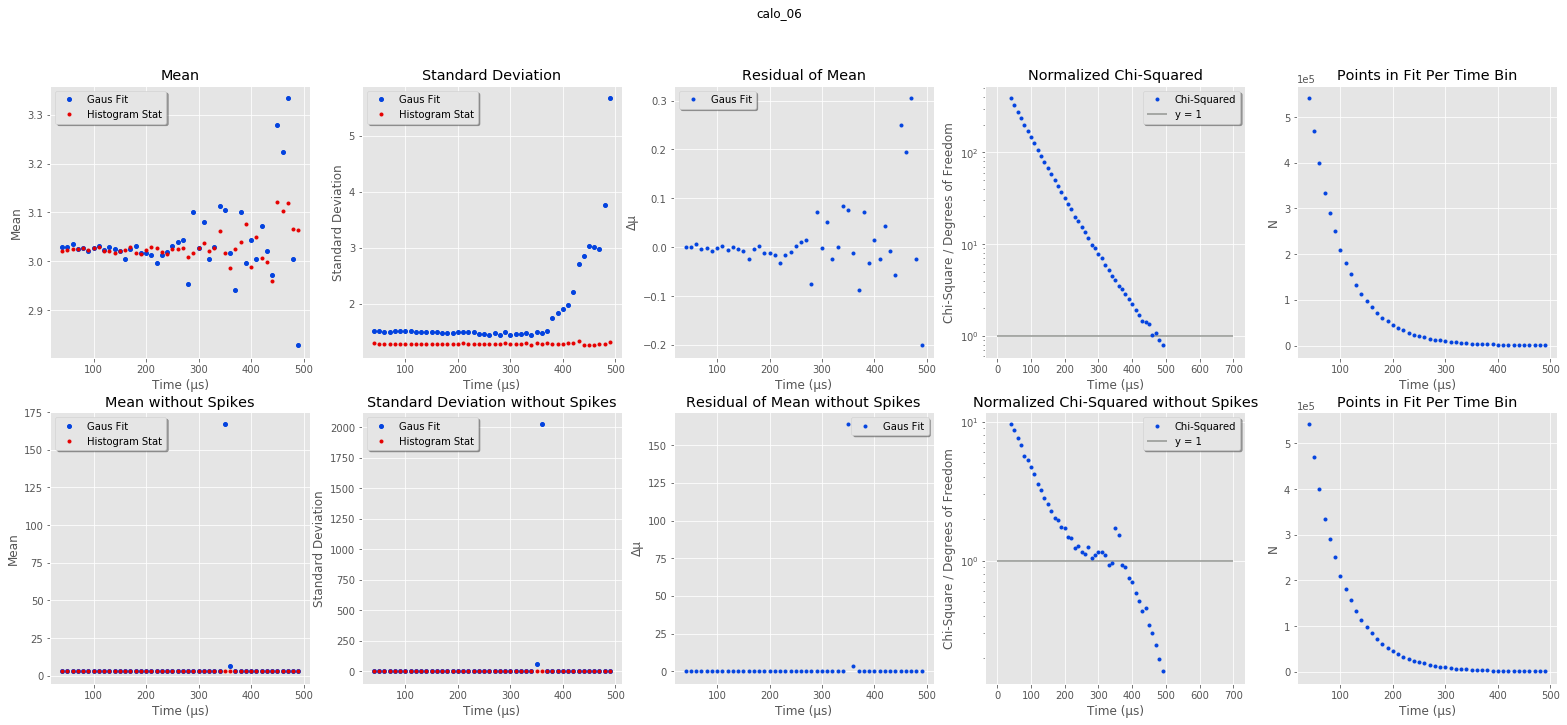 calo_06
Mean
Gaus Fit
Histogram Stat
Mean
3.3
3.2
3.1
3.0
2.9
100 200 300 400 500
Time (µs)
Standard Deviation
Gaus Fit
Histogram Stat
Standard Deviation
5
4
3
2
100 200 300 400 500
Time (µs)
Residual of Mean
Gaus Fit
Δµ
0.3
0.2
0.1
0.0
−0.1
−0.2
100 200 300 400 500
Time (µs)
Normalized Chi-Squared
Chi-Squared
y = 1
Chi-Square / Degrees of Freedom
10²
10¹
10⁰
0 100 200 300 400 500 600 700
Time (µs)
Points in Fit Per Time Bin
1e5
N
5
4
3
2
1
0
100 200 300 400 500
Time (µs)
Mean without Spikes
Gaus Fit
Histogram Stat
Mean
175
150
125
100
75
50
25
0
100 200 300 400 500
Time (µs)
Standard Deviation without Spikes
Gaus Fit
Histogram Stat
Standard Deviation
2000
1750
1500
1250
1000
750
500
250
0
100 200 300 400 500
Time (µs)
Residual of Mean without Spikes
Gaus Fit
Δµ
150
125
100
75
50
25
0
100 200 300 400 500
Time (µs)
Normalized Chi-Squared without Spikes
Chi-Squared
y = 1
Chi-Square / Degrees of Freedom
10¹
10⁰
0 100 200 300 400 500 600 700
Time (µs)
Points in Fit Per Time Bin
1e5
N
5
4
3
2
1
0
100 200 300 400 500
Time (µs)